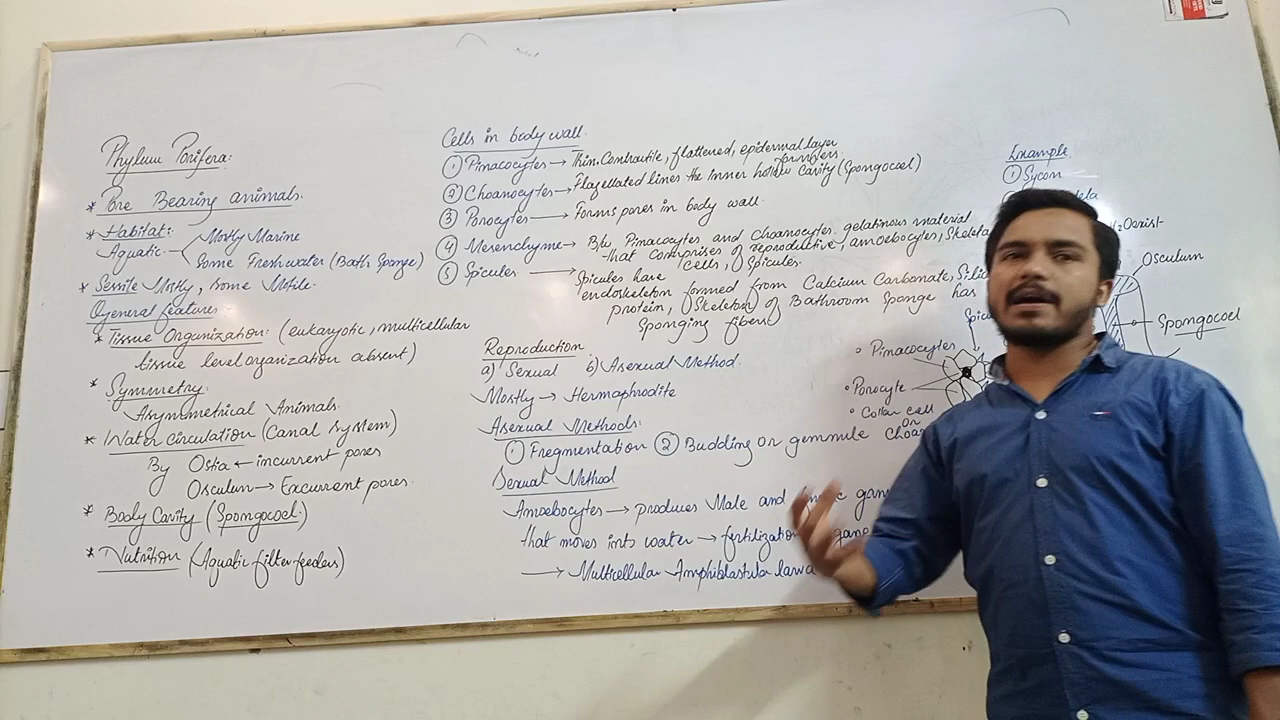 Phylum Porifera:
* Pore Bearing animals.
* Habitat:
Aquatic
Mostly Marine
Some Freshwater (Bath Sponge)
* Sessile Mostly, some Motile.
General features
* Tissue Organization: (eukaryotic, multicellular
tissue level organization absent)
* Symmetry:
Asymmetrical Animals.
* Water Circulation (Canal System)
By Ostia ← incurrent pores
Osculum → Excurrent pores.
* Body Cavity (Spongocoel:)
* Nutrition (Aquatic filter feeders)
Cells in body wall.
① Pinacocytes → Thin, Contractile, flattened, epidermal layer
formers.
② Choanocytes → Flagellated lines the inner hollow cavity (Spongocoel)
③ Porocytes → Forms pores in body wall.
④ Mesenchyme → B/w Pinacocytes and Choanocytes gelatinous material
that comprises of reproductive, amoebocytes, Skeletal
cells, Spicules.
⑤ Spicules → Spicules have
endoskeleton formed from Calcium Carbonate,
protein, (Skeleton of Bathroom Sponge has
Sponging fibers)
Reproduction
a) Sexual b) Asexual Method.
Mostly → Hermaphrodite
Asexual Methods:
① Fregmentation ② Budding or gemmule
Sexual Method
Amoebocytes → produces Male and
that moves into water → fertilization
→ Multicellular Amphiblastula larva
Example
① Sycon
H₂O exist
Osculum
Spongocoel
Pinacocytes
Porocyte
Collar cell
or